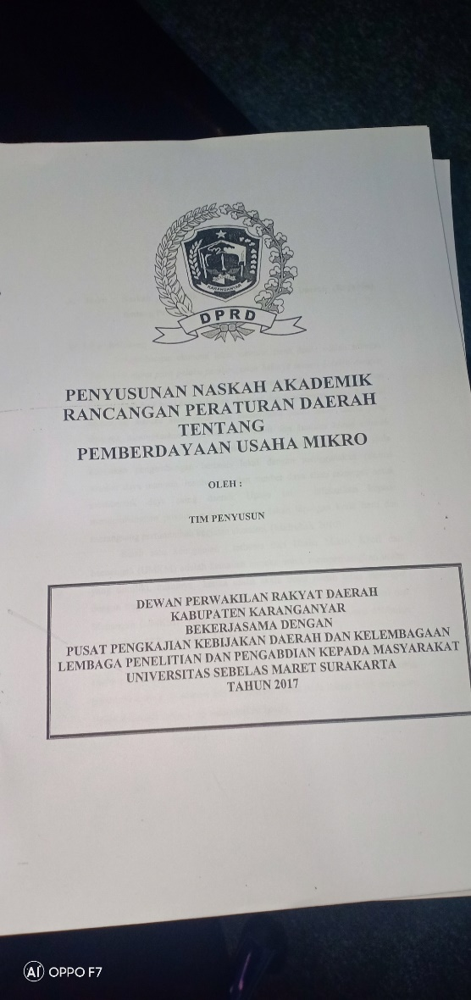 KARANGANYAR
DPRD
PENYUSUNAN NASKAH AKADEMIK
RANCANGAN PERATURAN DAERAH
TENTANG
PEMBERDAYAAN USAHA MIKRO
OLEH :
TIM PENYUSUN
DEWAN PERWAKILAN RAKYAT DAERAH
KABUPATEN KARANGANYAR
BEKERJASAMA DENGAN
PUSAT PENGKAJIAN KEBIJAKAN DAERAH DAN KELEMBAGAAN
LEMBAGA PENELITIAN DAN PENGABDIAN KEPADA MASYARAKAT
UNIVERSITAS SEBELAS MARET SURAKARTA
TAHUN 2017
AI OPPO F7